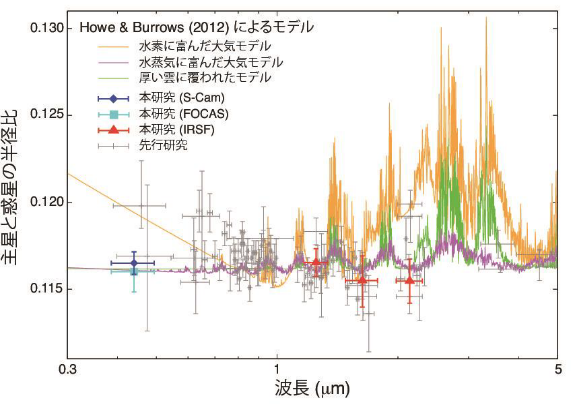 Howe & Burrows (2012) によるモデル
水素に富んだ大気モデル
水蒸気に富んだ大気モデル
厚い雲に覆われたモデル
本研究 (S-Cam)
本研究 (FOCAS)
本研究 (IRSF)
先行研究
主星と惑星の半径比
0.130
0.125
0.120
0.115
0.3
1
2
5
波長 (μm)